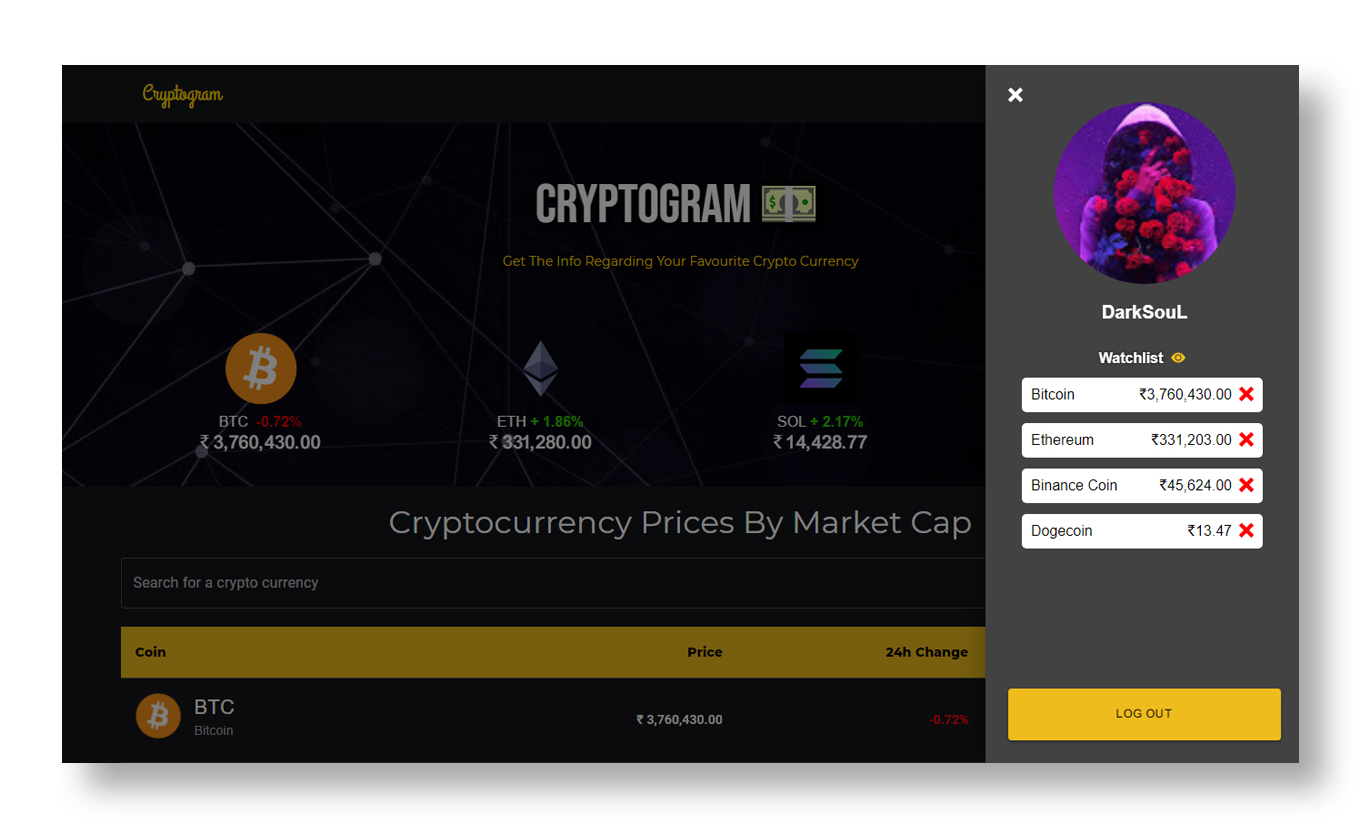 Cryptogram
CRYPTOGRAM
Get The Info Regarding Your Favourite Crypto Currency
BTC -0.72%
₹ 3,760,430.00
ETH + 1.86%
₹ 331,280.00
SOL + 2.17%
₹ 14,428.77
Cryptocurrency Prices By Market Cap
Search for a crypto currency
Coin Price 24h Change
BTC
Bitcoin
₹ 3,760,430.00 -0.72%
DarkSouL
Watchlist
Bitcoin ₹3,760,430.00
Ethereum ₹331,203.00
Binance Coin ₹45,624.00
Dogecoin ₹13.47
LOG OUT